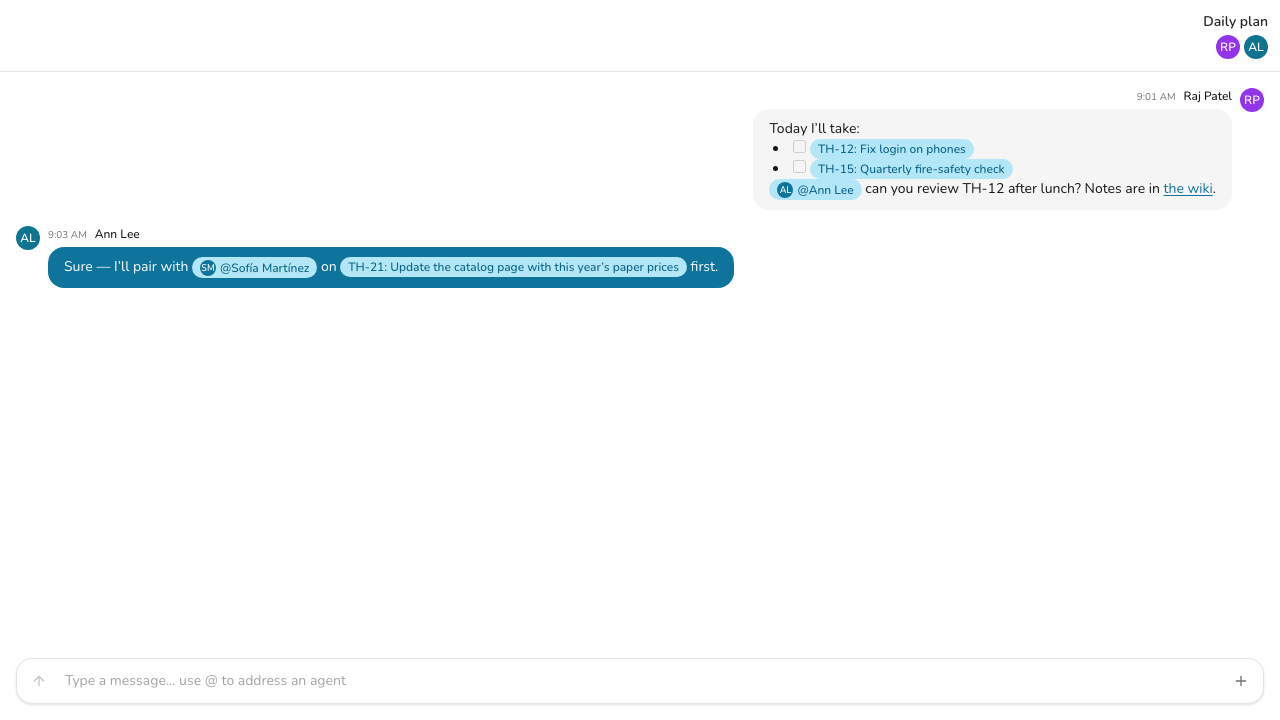 Daily plan
RP AL
9:01 AM Raj Patel RP
Today I’ll take:
TH-12: Fix login on phones
TH-15: Quarterly fire-safety check
AL @Ann Lee can you review TH-12 after lunch? Notes are in the wiki.
AL 9:03 AM Ann Lee
Sure — I’ll pair with SM @Sofía Martínez on TH-21: Update the catalog page with this year’s paper prices first.
Type a message... use @ to address an agent